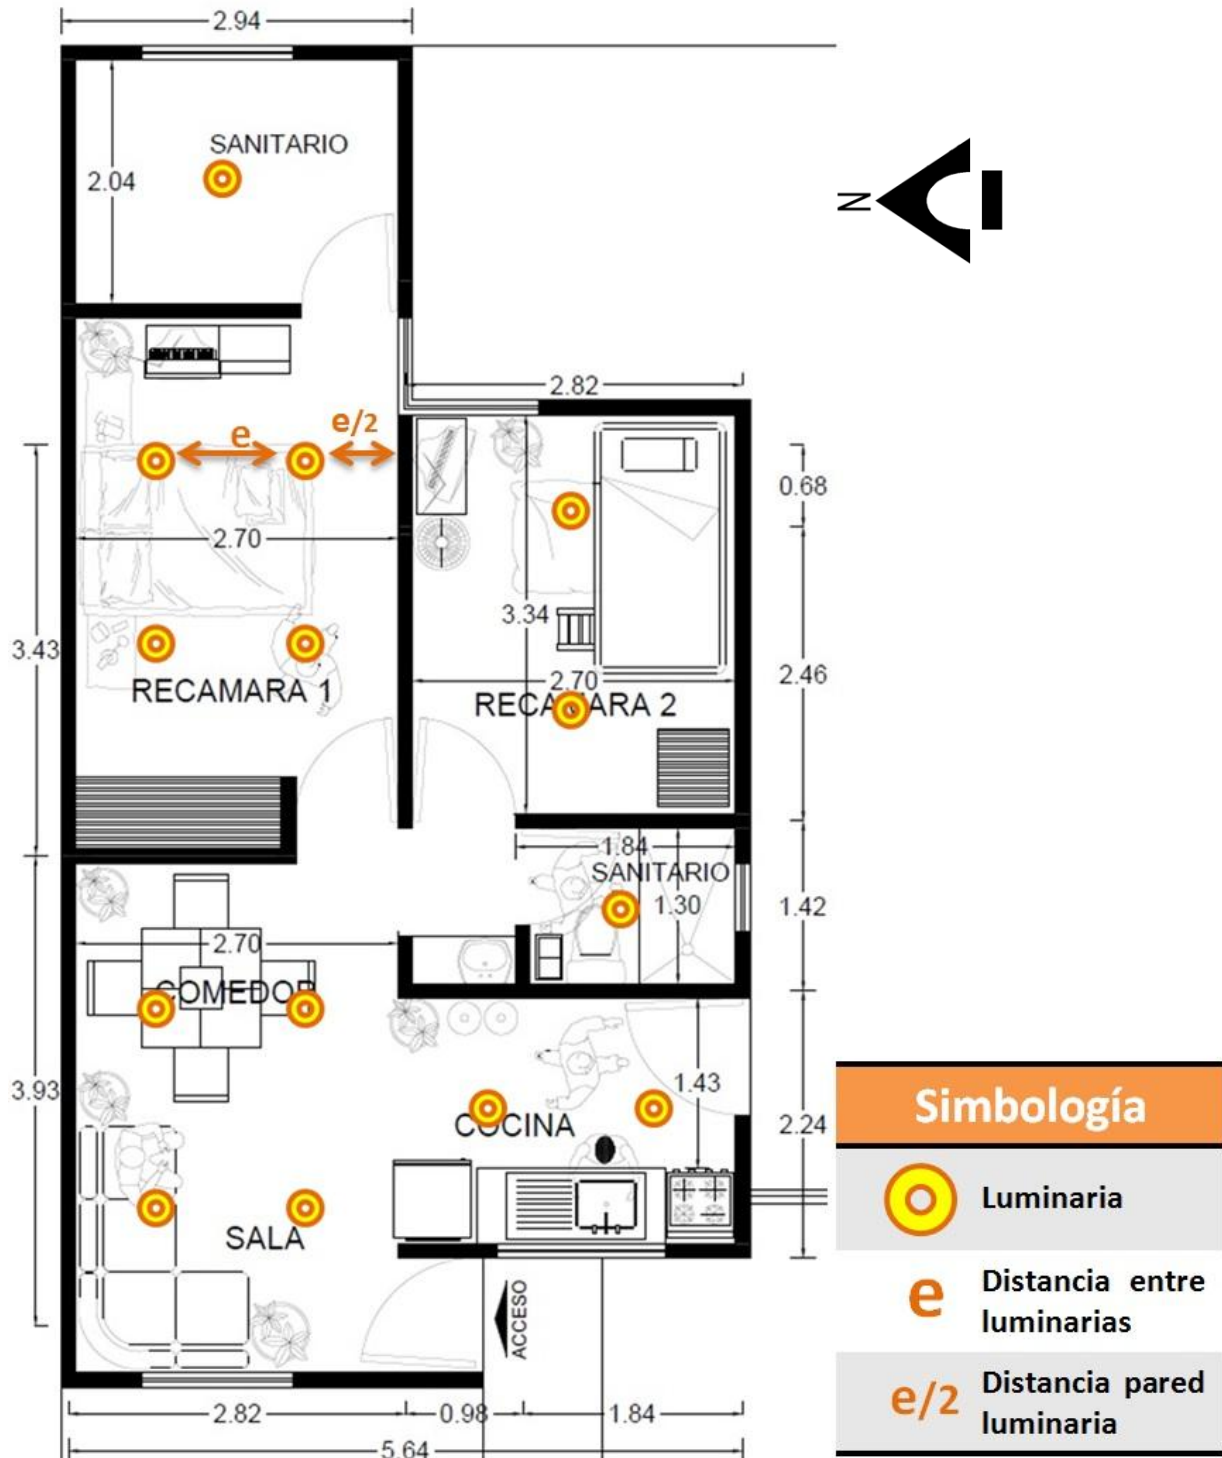 2.94
SANITARIO
2.04
N
2.82
e
e/2
0.68
2.70
3.34
3.43
2.46
2.70
RECAMARA 1
RECAMARA 2
1.84
SANITARIO
1.30
1.42
2.70
COMEDOR
3.93
1.43
COCINA
2.24
SALA
ACCESO
2.82
0.98
1.84
5.64
Simbología
Luminaria
e
Distancia entre
luminarias
e/2
Distancia pared
luminaria